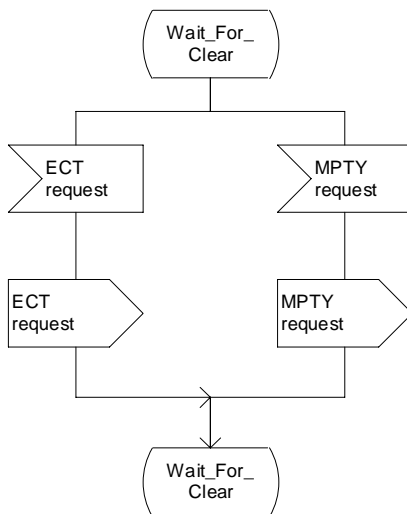 Wait_For_
Clear
ECT
request
MPTY
request
ECT
request
MPTY
request
Wait_For_
Clear